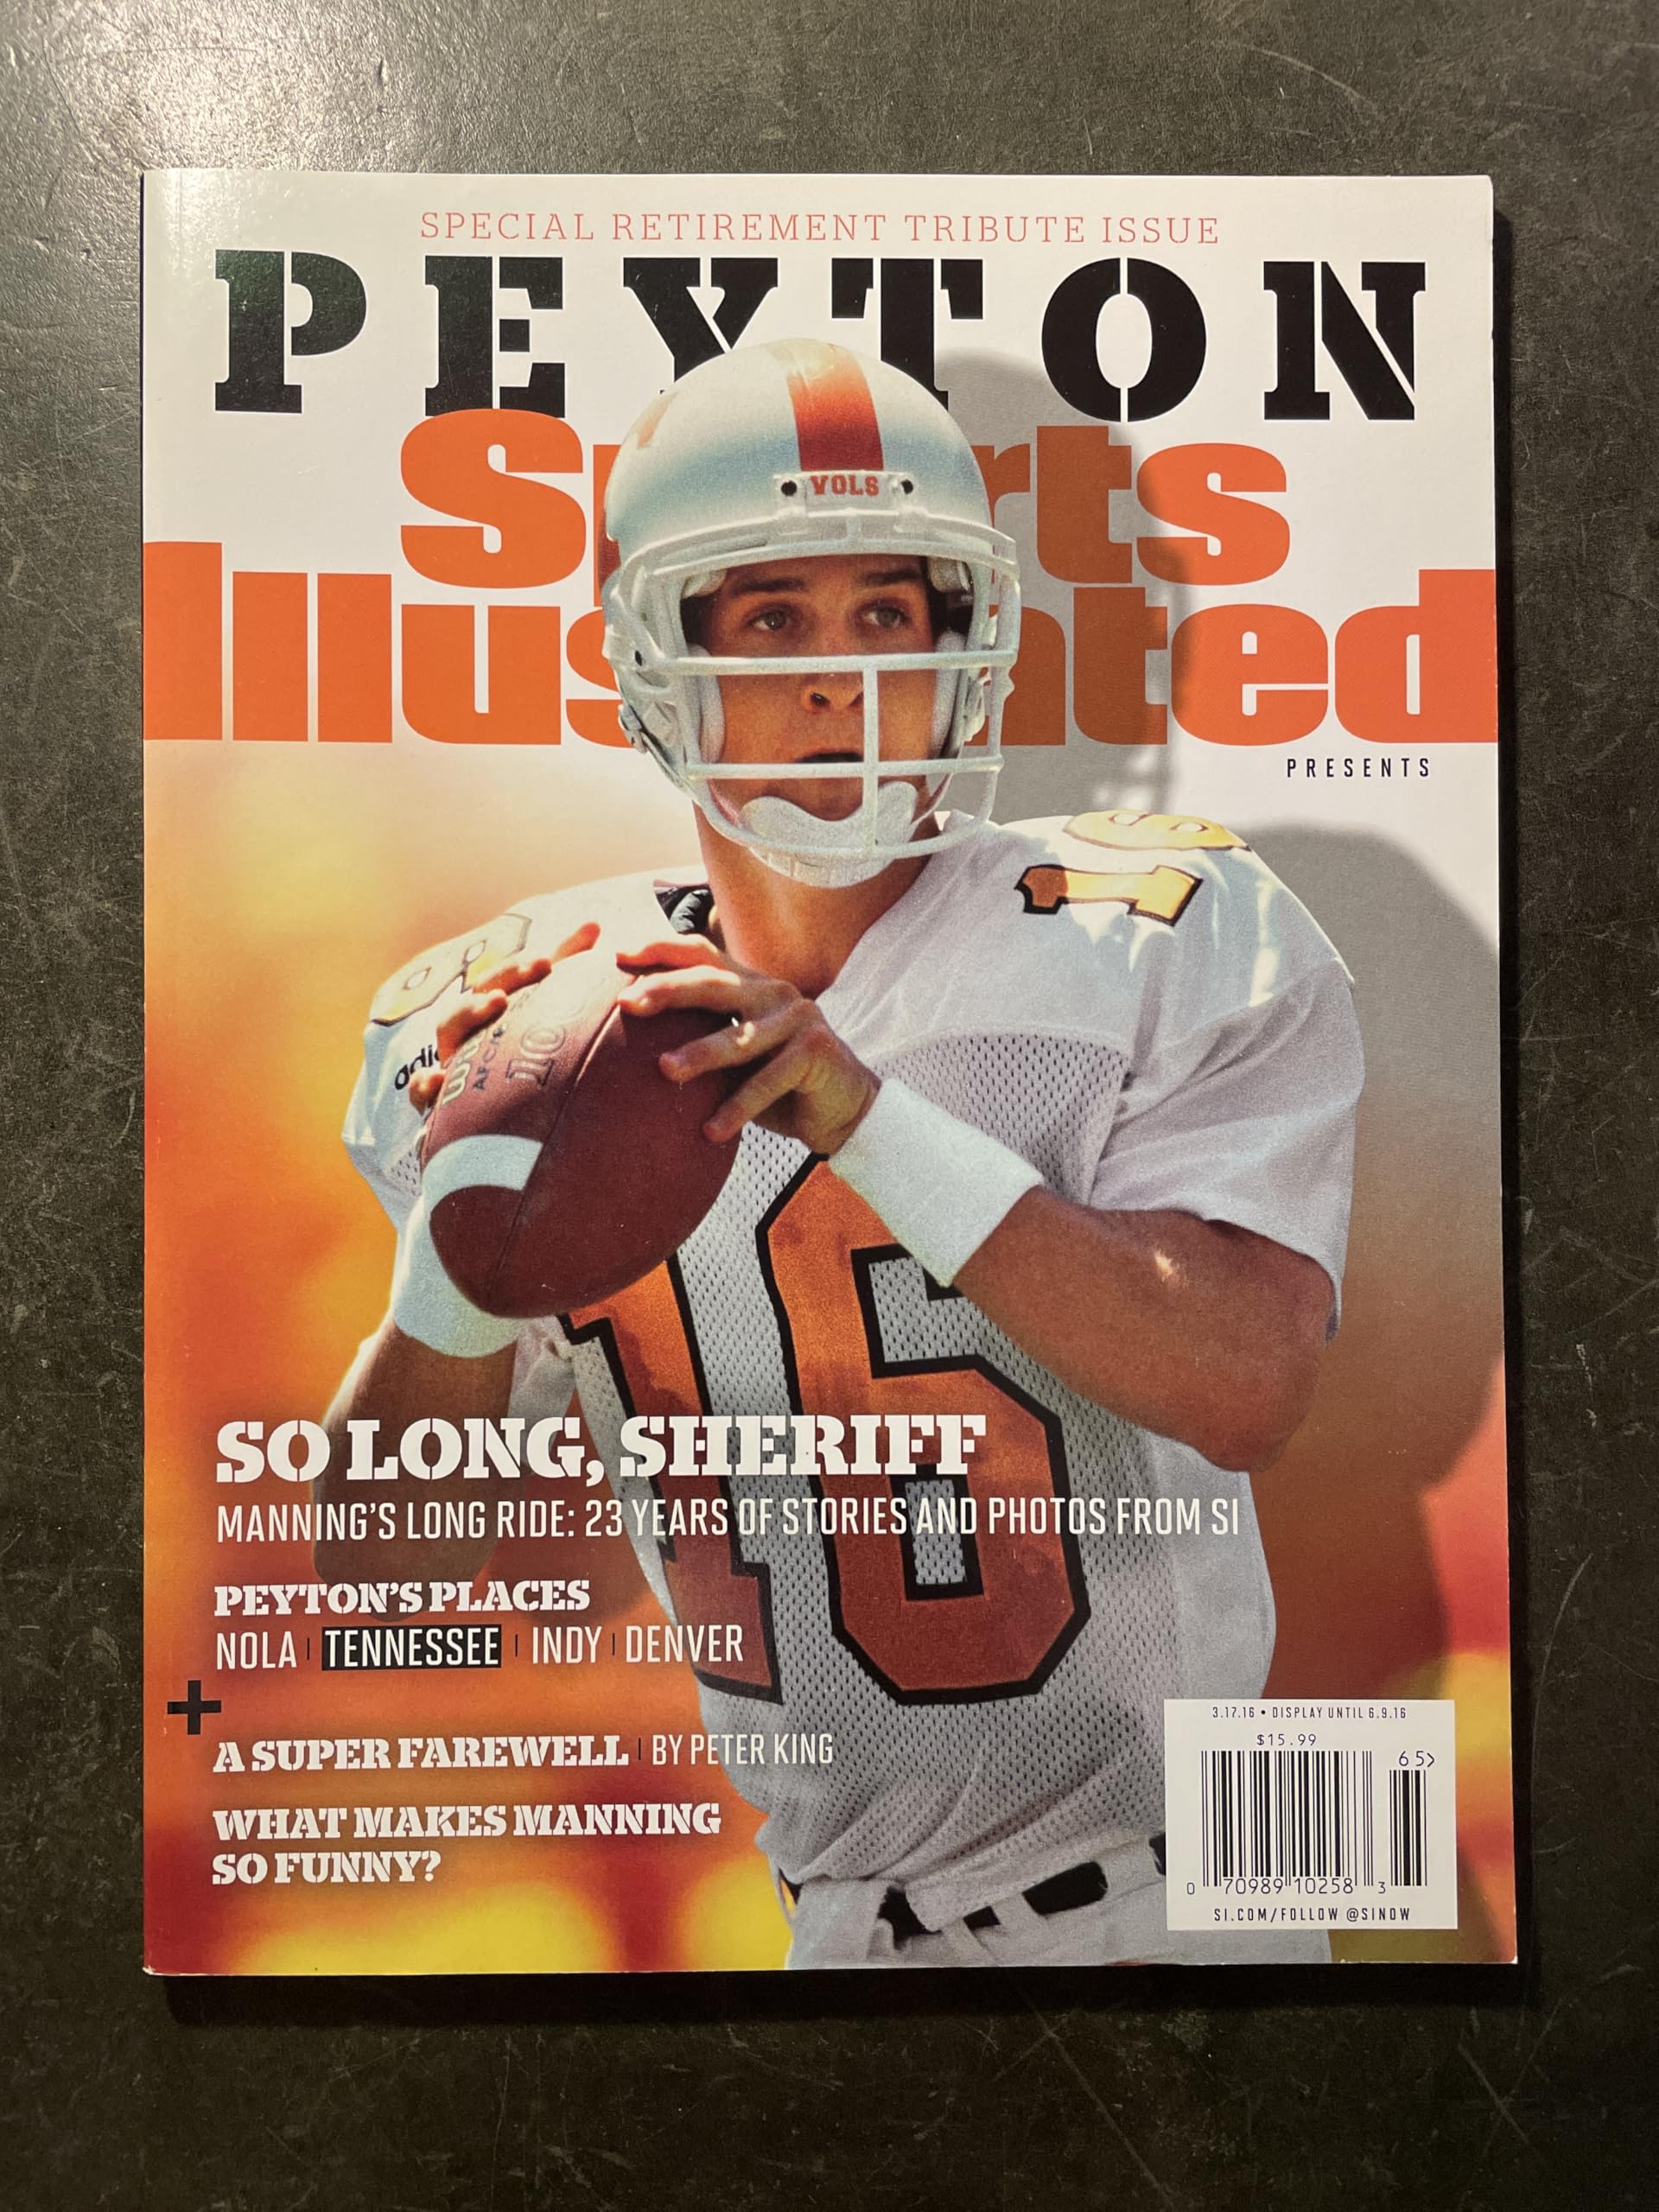 SPECIAL RETIREMENT TRIBUTE ISSUE
PEYTON
Sports
Illustrated
PRESENTS
VOLS
16
adi
16
SO LONG, SHERIFF
MANNING'S LONG RIDE: 23 YEARS OF STORIES AND PHOTOS FROM SI
PEYTON'S PLACES
NOLA | TENNESSEE | INDY | DENVER
+
A SUPER FAREWELL | BY PETER KING
WHAT MAKES MANNING
SO FUNNY?
3.17.16 • DISPLAY UNTIL 6.9.16
$15.99
65>
0 70989 10258 3
SI.COM/FOLLOW @SINOW